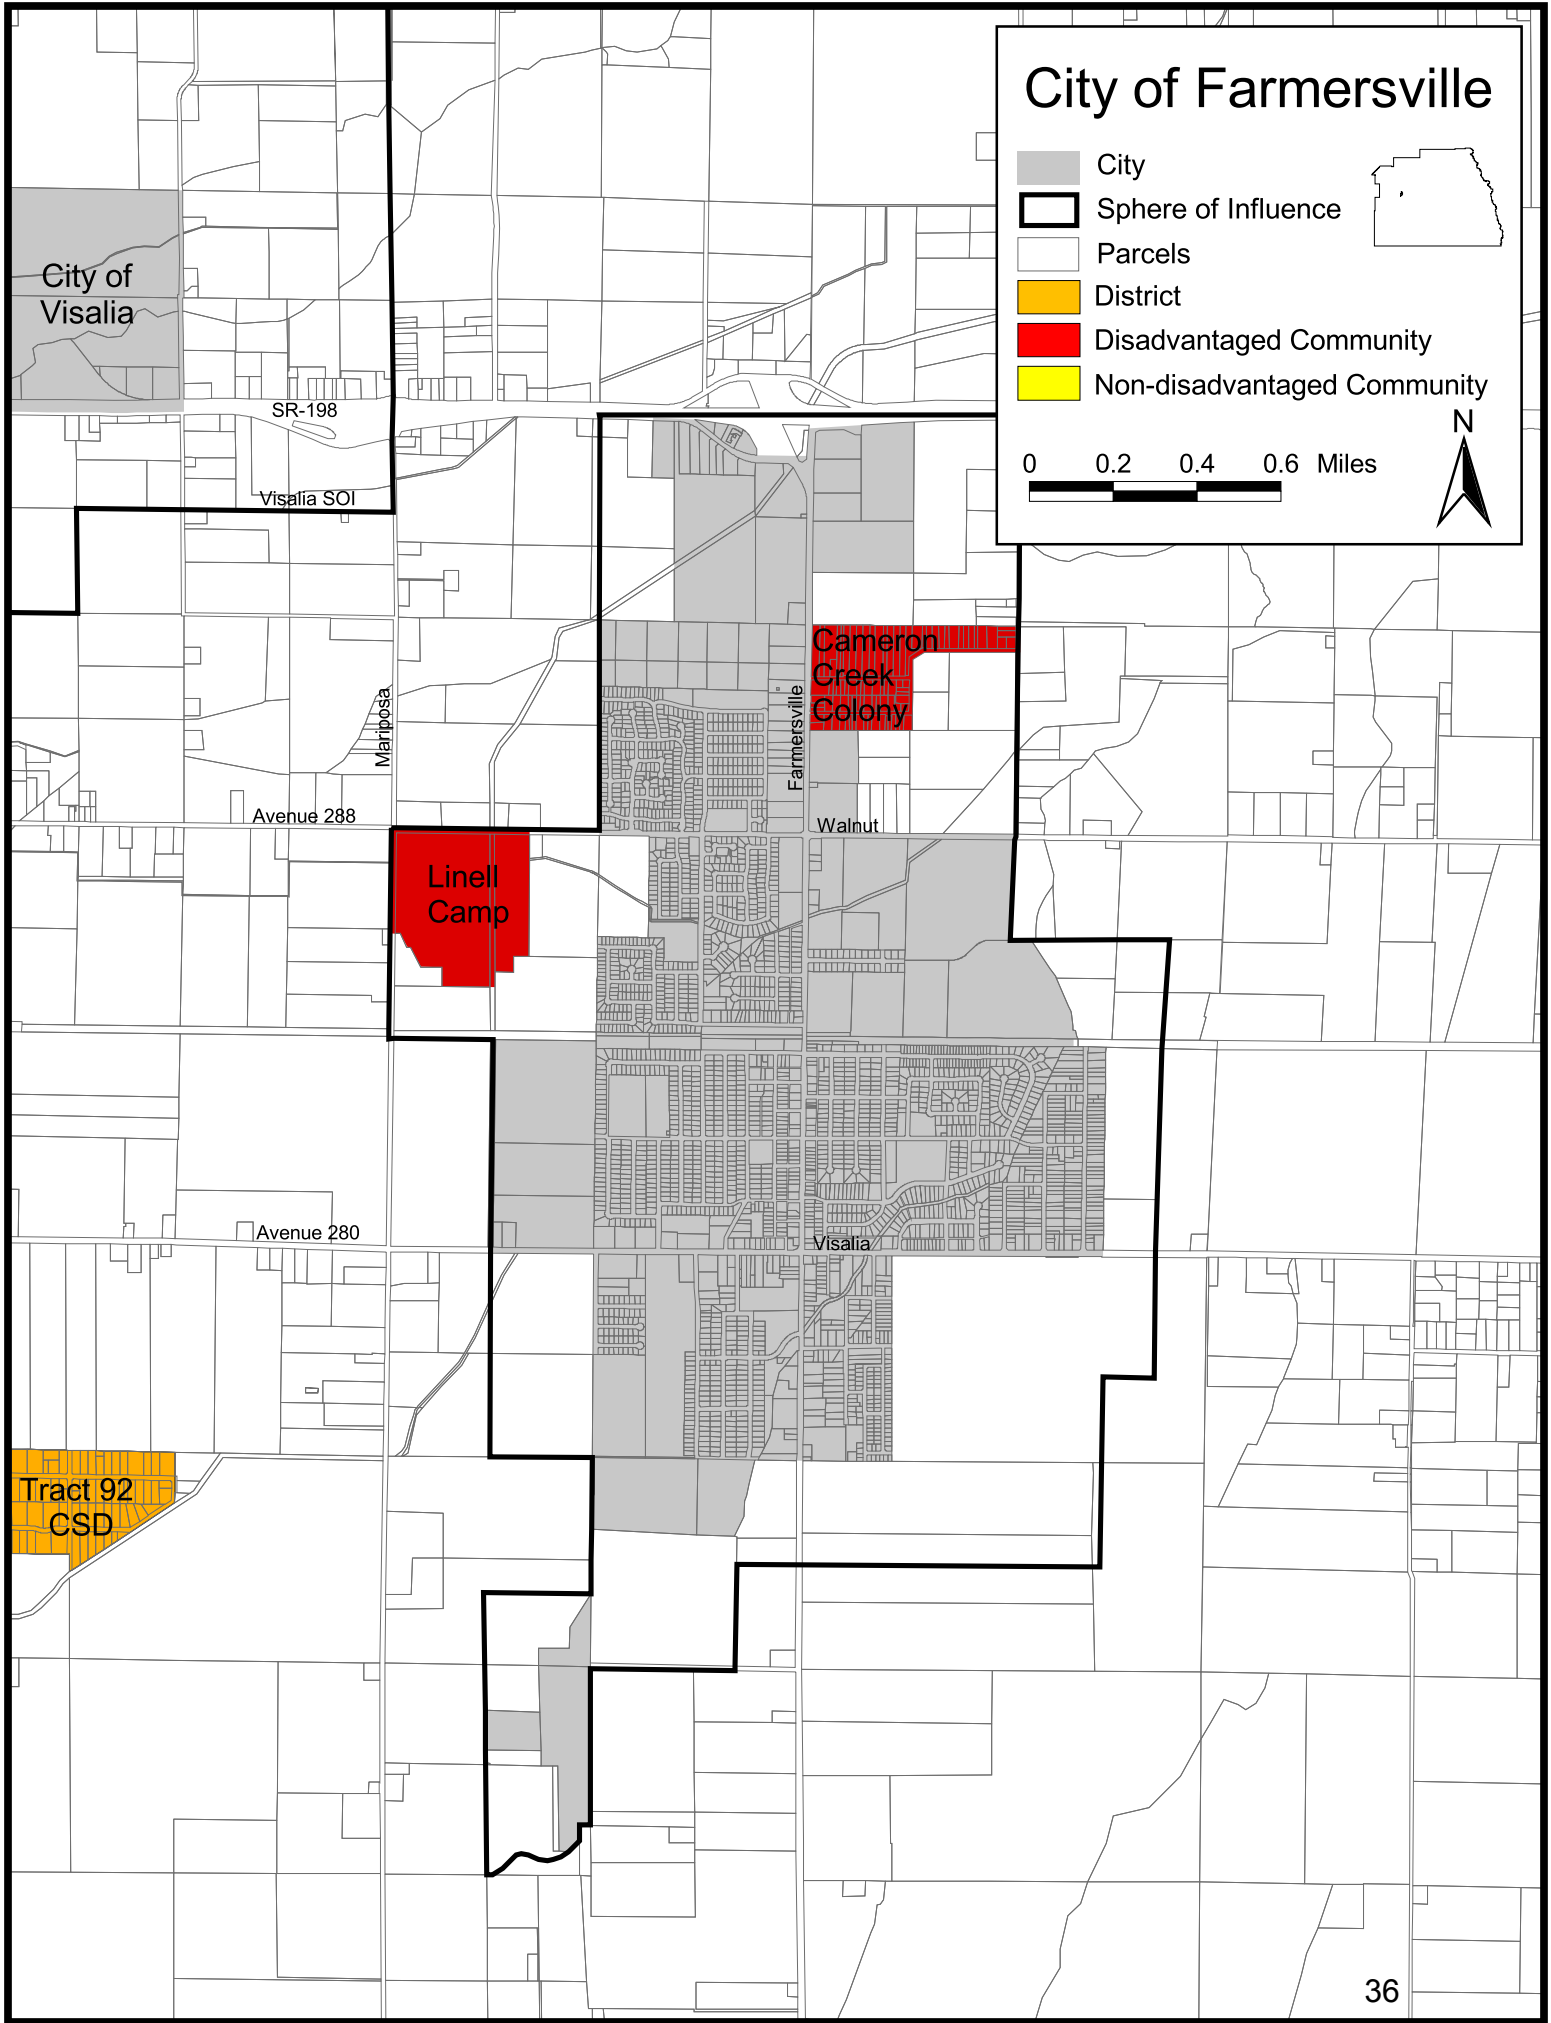 City of Farmersville
City
Sphere of Influence
Parcels
District
Disadvantaged Community
Non-disadvantaged Community
N
0 0.2 0.4 0.6 Miles
City of
Visalia
SR-198
Visalia SOI
Cameron
Creek
Colony
Mariposa
Farmersville
Avenue 288
Walnut
Linell
Camp
Avenue 280
Visalia
Tract 92
CSD
36